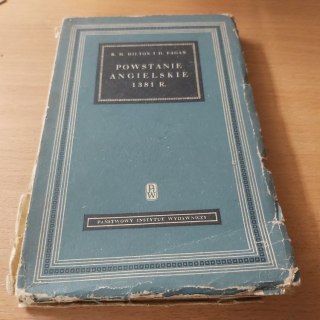 R. H. HILTON I H. FAGAN
POWSTANIE
ANGIELSKIE
1381 R.
PIW
PAŃSTWOWY INSTYTUT WYDAWNICZY